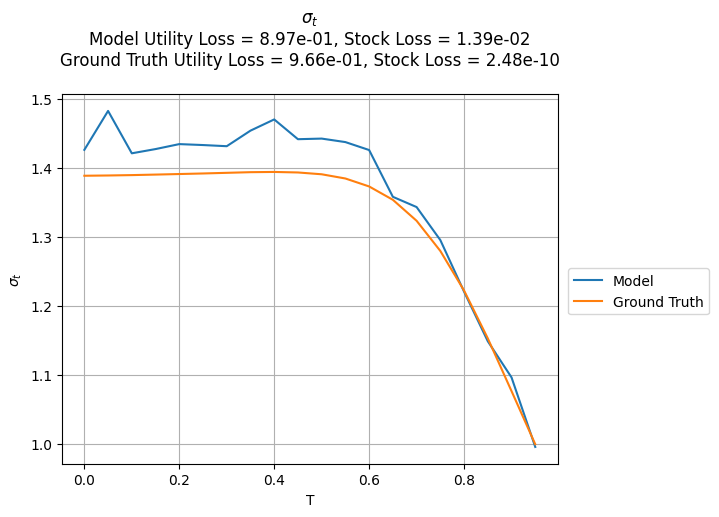 σₜ
Model Utility Loss = 8.97e-01, Stock Loss = 1.39e-02
Ground Truth Utility Loss = 9.66e-01, Stock Loss = 2.48e-10
1.5
1.4
1.3
1.2
1.1
1.0
σₜ
0.0 0.2 0.4 0.6 0.8
T
Model
Ground Truth